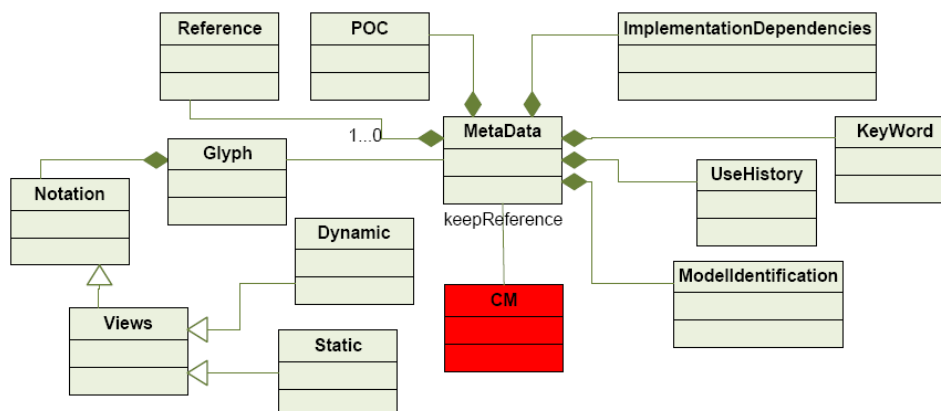 Reference
POC
ImplementationDependencies
1...0
MetaData
KeyWord
Glyph
UseHistory
Notation
keepReference
Dynamic
ModelIdentification
CM
Views
Static